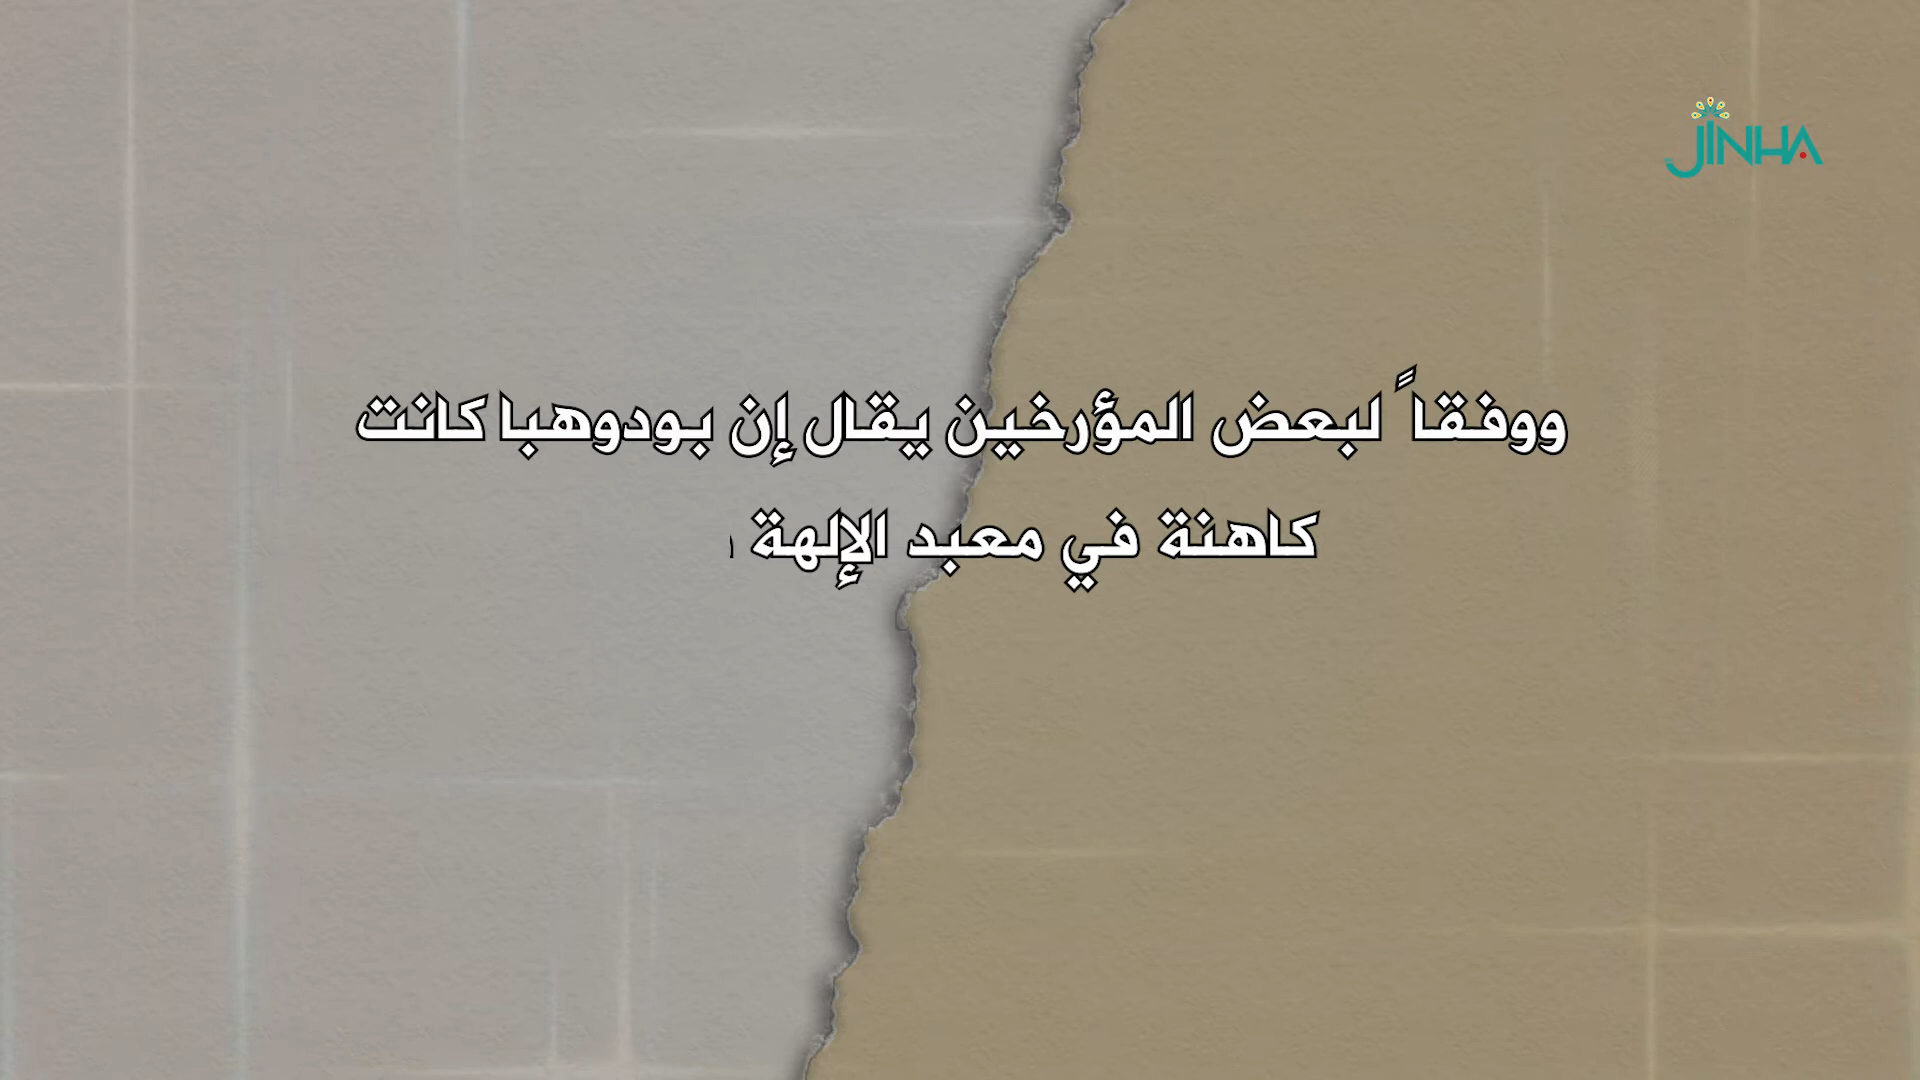 JINHA
ووفقاً لبعض المؤرخين يقال إن بودوهبا كانت
كاهنة في معبد الإلهة